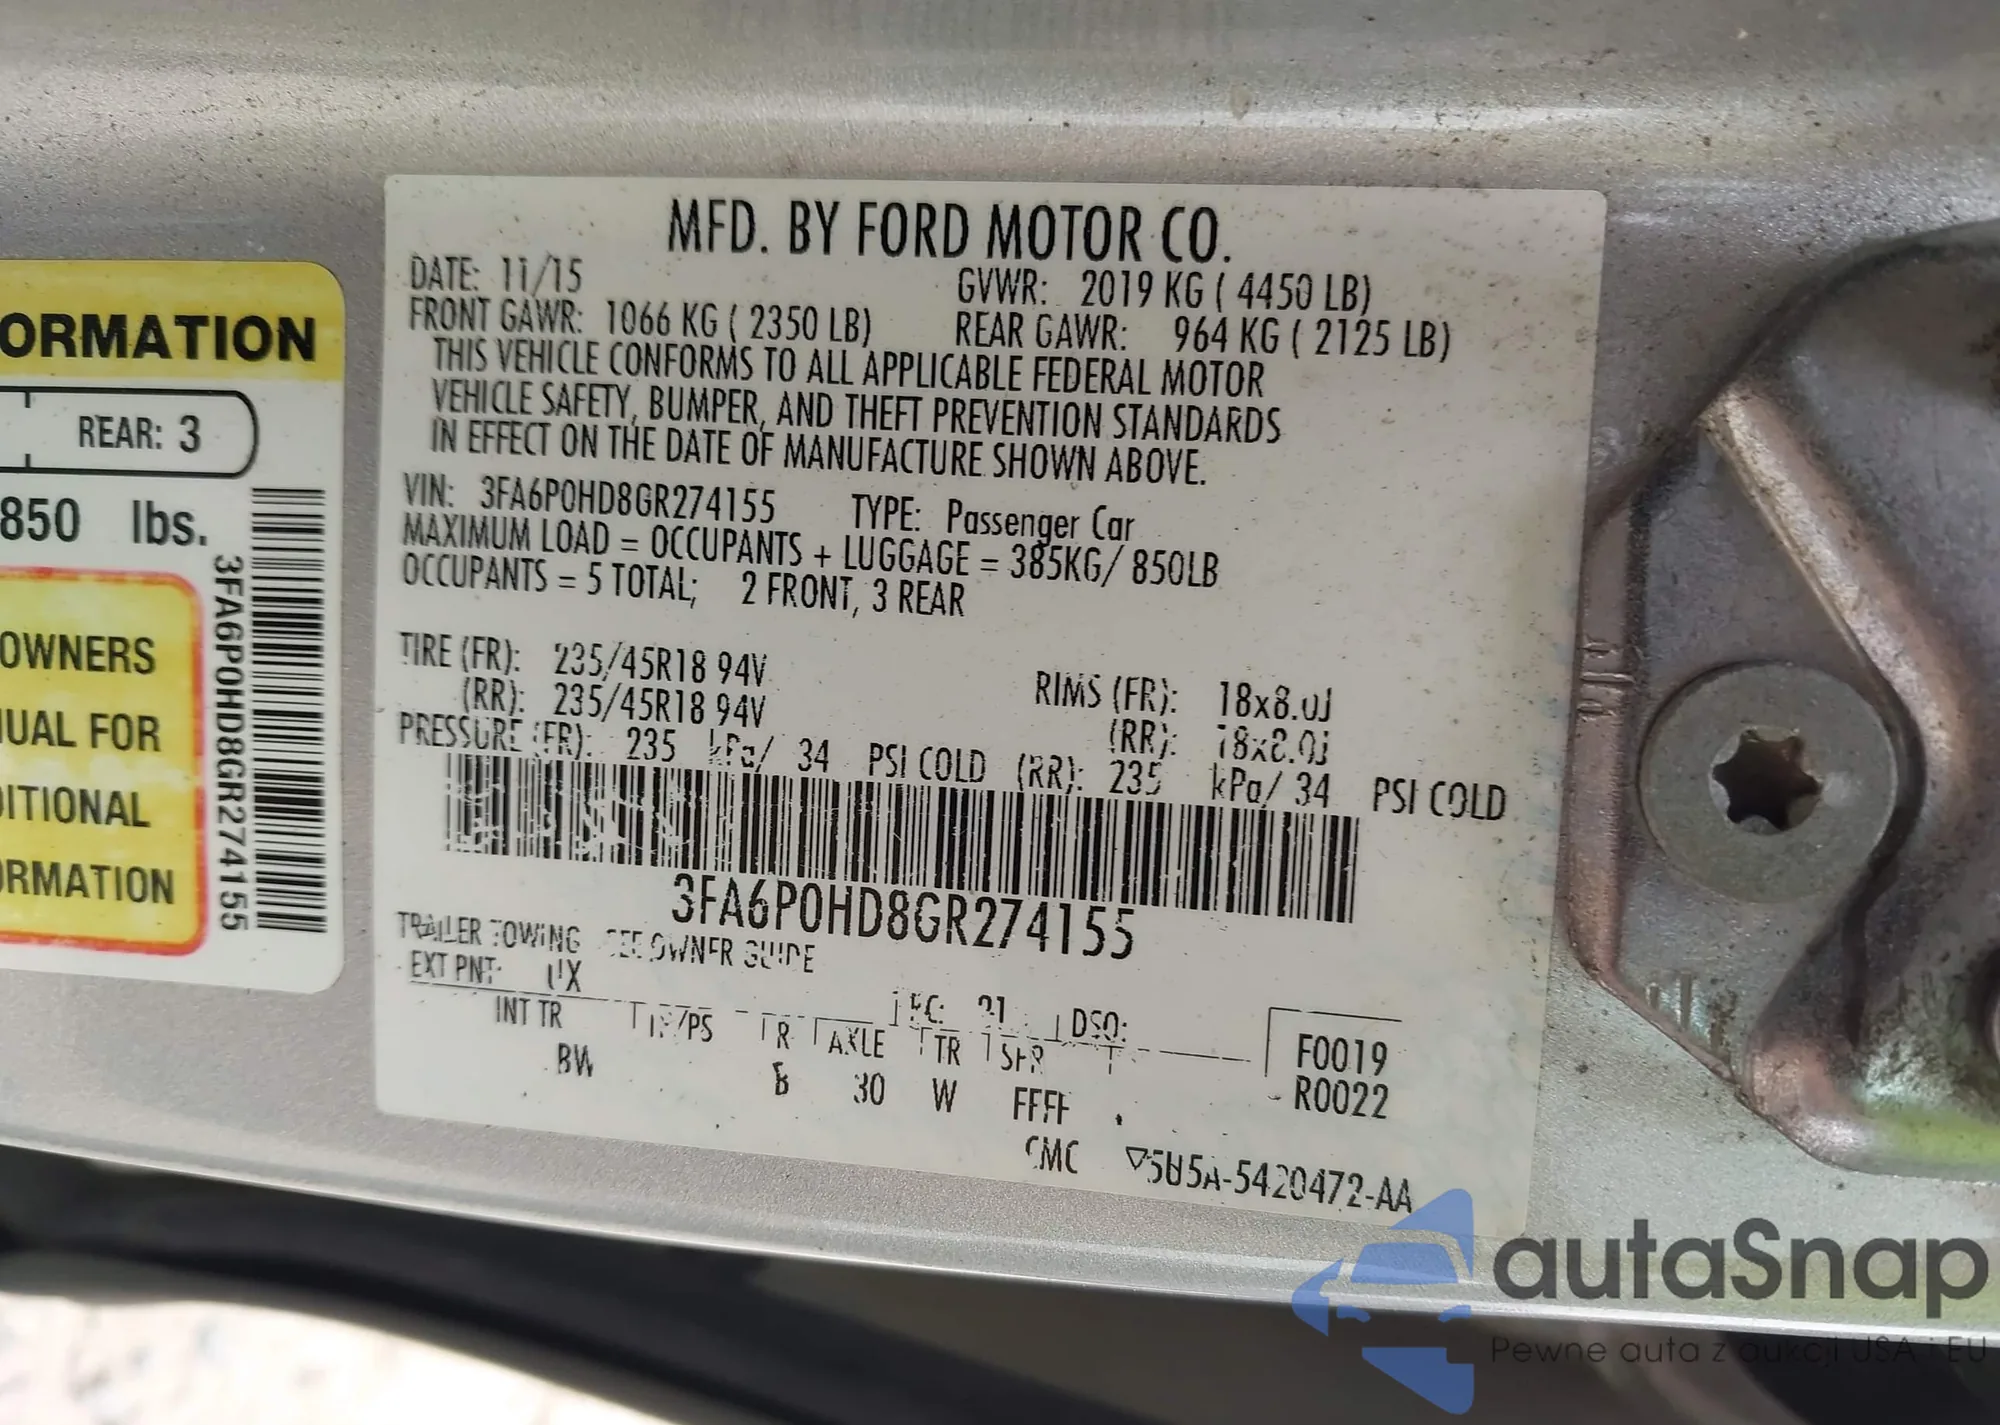 ORMATION
REAR: 3
850 lbs.
OWNERS
UAL FOR
DITIONAL
ORMATION
3FA6P0HD8GR274155
MFD. BY FORD MOTOR CO.
DATE: 11/15 GVWR: 2019 KG ( 4450 LB)
FRONT GAWR: 1066 KG ( 2350 LB) REAR GAWR: 964 KG ( 2125 LB)
THIS VEHICLE CONFORMS TO ALL APPLICABLE FEDERAL MOTOR
VEHICLE SAFETY, BUMPER, AND THEFT PREVENTION STANDARDS
IN EFFECT ON THE DATE OF MANUFACTURE SHOWN ABOVE.
VIN: 3FA6P0HD8GR274155 TYPE: Passenger Car
MAXIMUM LOAD = OCCUPANTS + LUGGAGE = 385KG/ 850LB
OCCUPANTS = 5 TOTAL; 2 FRONT, 3 REAR
TIRE (FR): 235/45R18 94V RIMS (FR): 18x8.0J
(RR): 235/45R18 94V (RR): 18x8.0J
PRESSURE (FR): 235 kPa/ 34 PSI COLD (RR): 235 kPa/ 34 PSI COLD
3FA6P0HD8GR274155
TRAILER TOWING SEE OWNER GUIDE
EXT PNT: UX DSO:
INT TR TP/PS R AXLE TR SPR F0019
BW 30 W FFFF R0022
CMC ▽5U5A-5420472-AA
autaSnap
Pewne auta z aukcji USA i EU